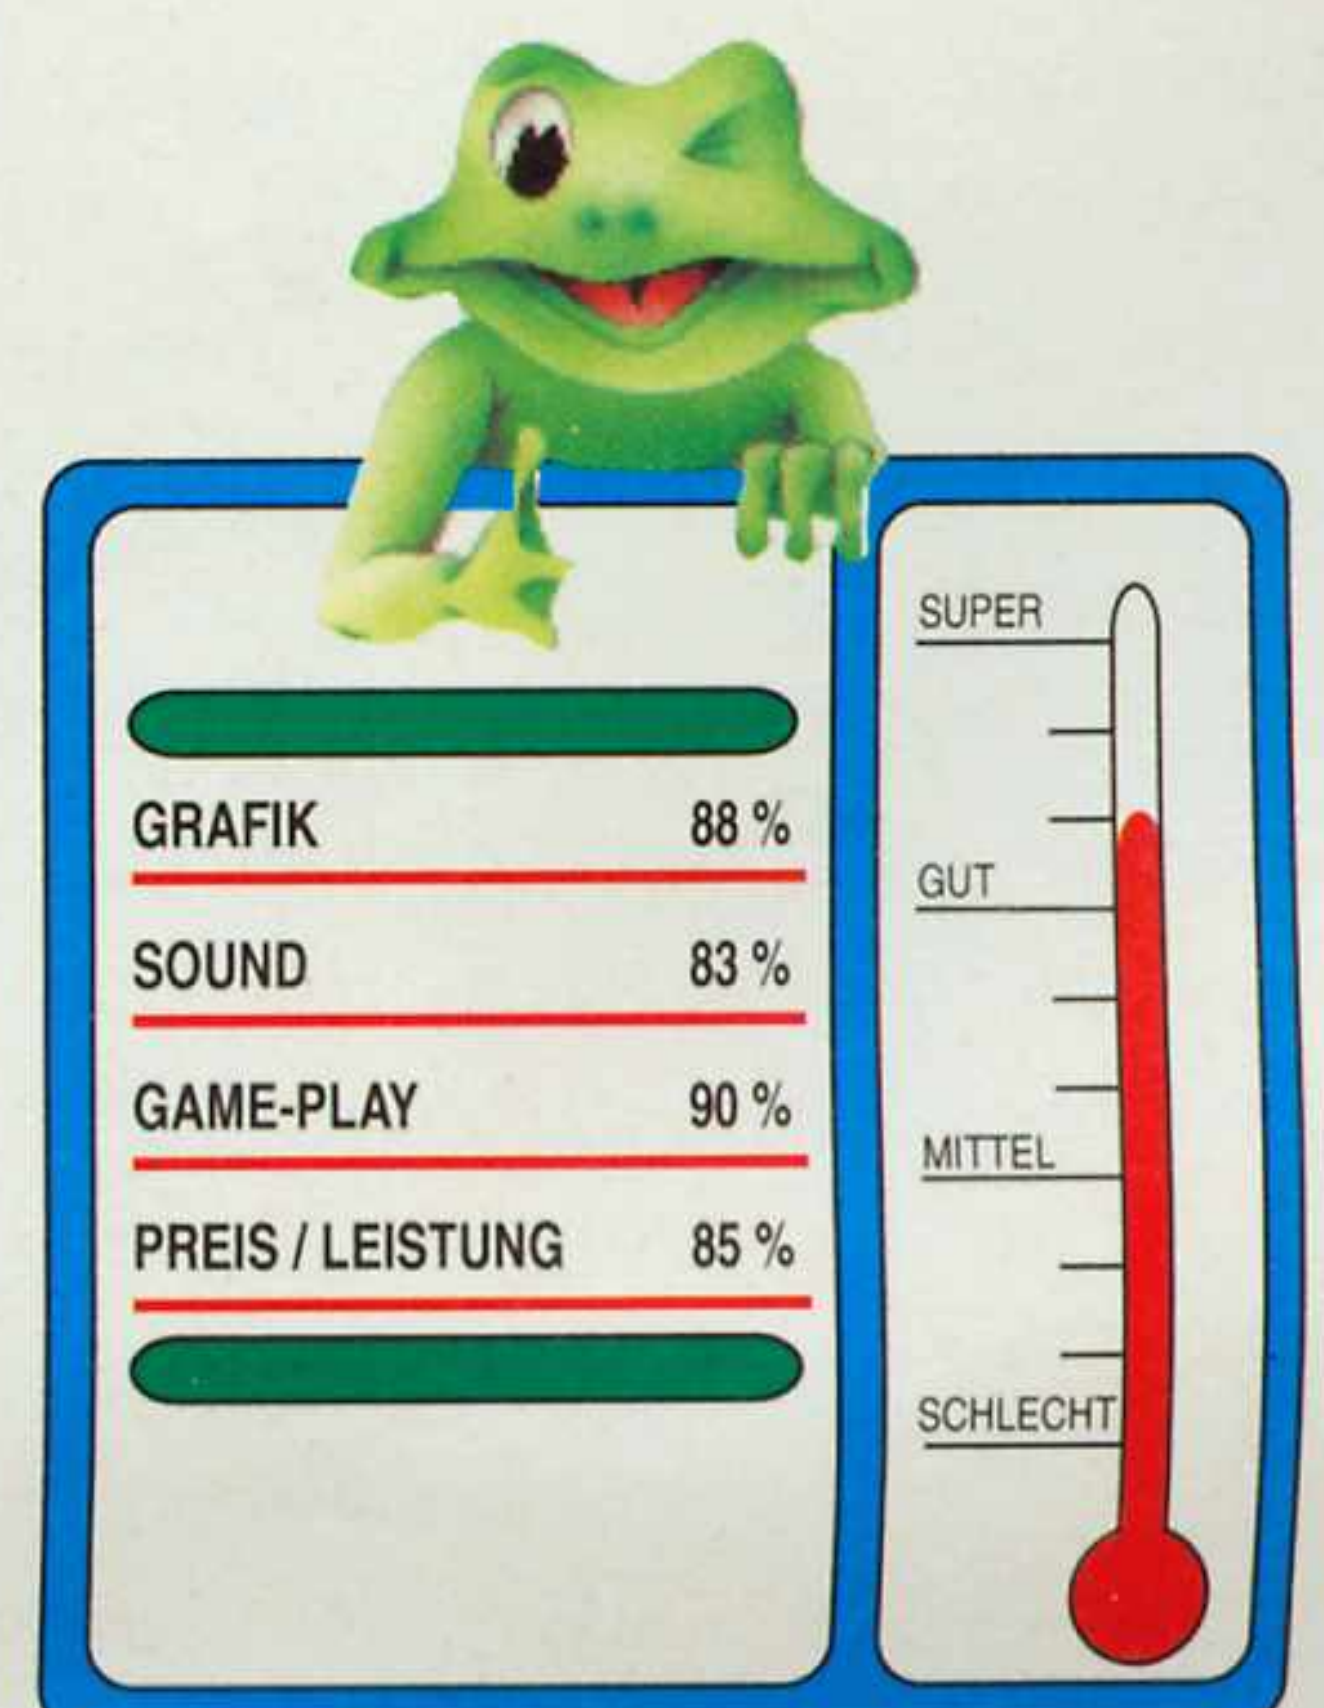 GRAFIK 88 %
SOUND 83 %
GAME-PLAY 90 %
PREIS / LEISTUNG 85 %
SUPER
GUT
MITTEL
SCHLECHT